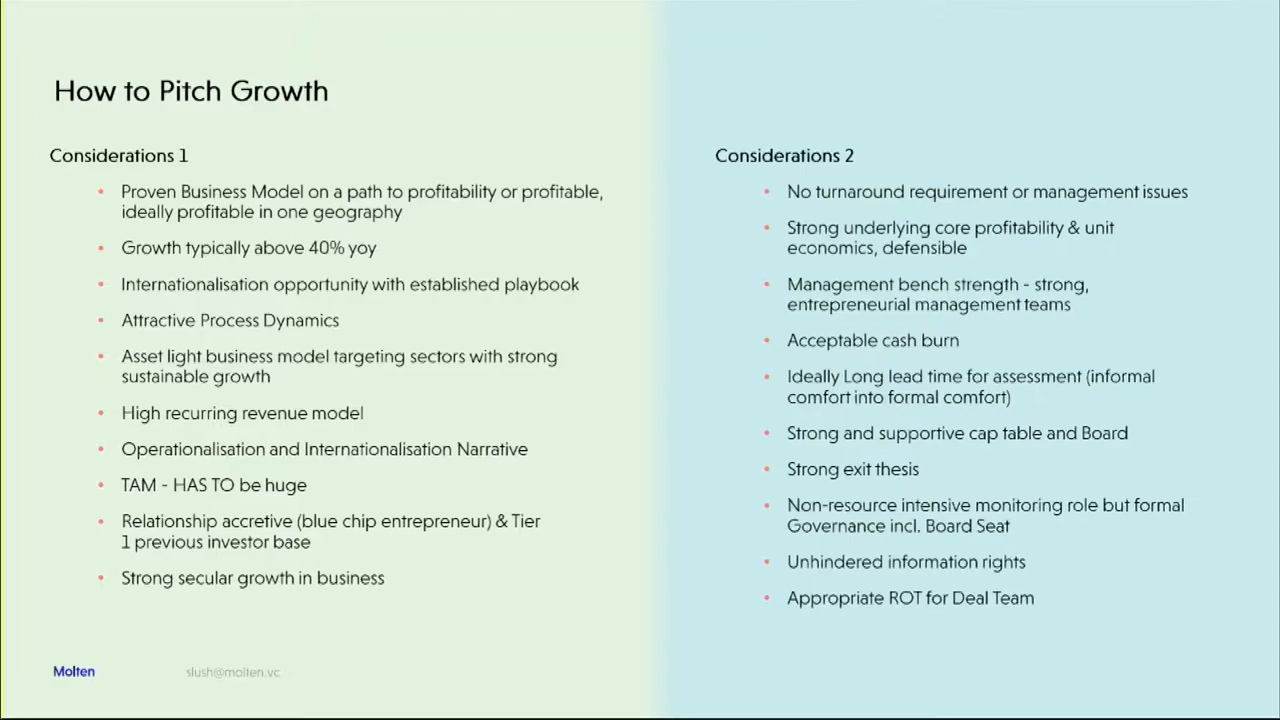 How to Pitch Growth
Considerations 1
• Proven Business Model on a path to profitability or profitable,
ideally profitable in one geography
• Growth typically above 40% yoy
• Internationalisation opportunity with established playbook
• Attractive Process Dynamics
• Asset light business model targeting sectors with strong
sustainable growth
• High recurring revenue model
• Operationalisation and Internationalisation Narrative
• TAM - HAS TO be huge
• Relationship accretive (blue chip entrepreneur) & Tier
1 previous investor base
• Strong secular growth in business
Considerations 2
• No turnaround requirement or management issues
• Strong underlying core profitability & unit
economics, defensible
• Management bench strength - strong,
entrepreneurial management teams
• Acceptable cash burn
• Ideally Long lead time for assessment (informal
comfort into formal comfort)
• Strong and supportive cap table and Board
• Strong exit thesis
• Non-resource intensive monitoring role but formal
Governance incl. Board Seat
• Unhindered information rights
• Appropriate ROT for Deal Team
Molten
slush@molten.vc